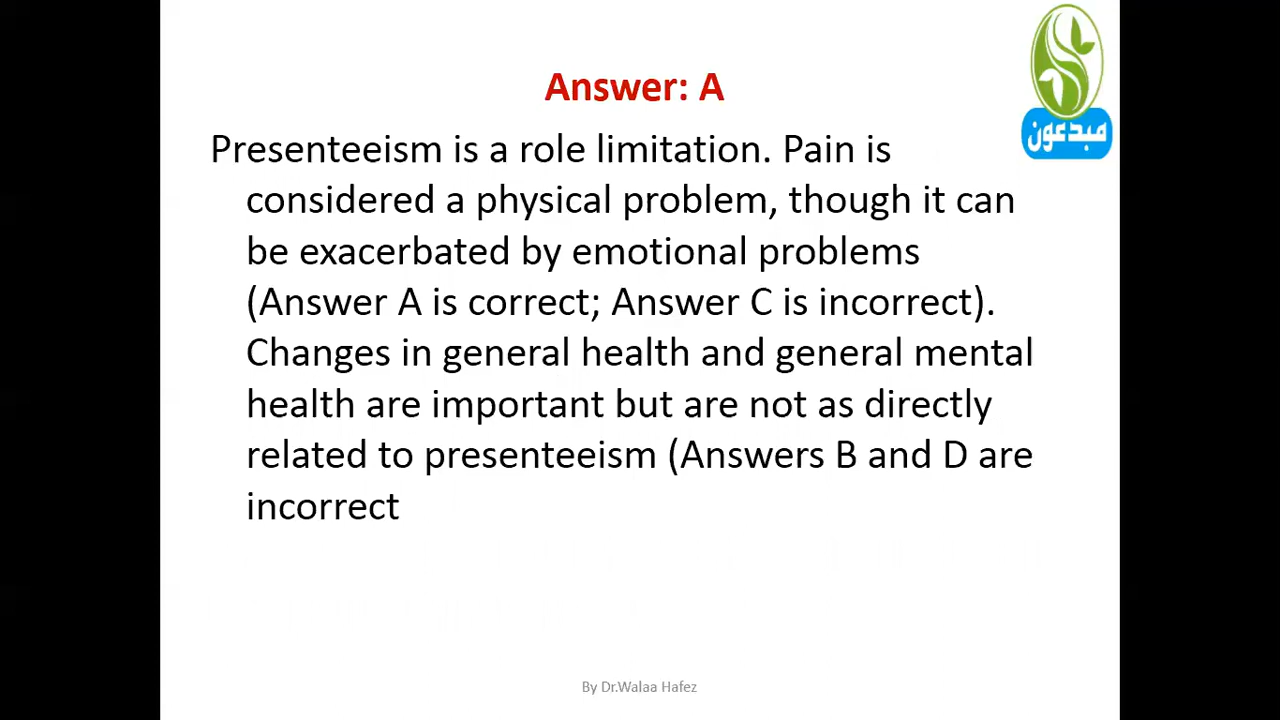 مبدعون
Answer: A
Presenteeism is a role limitation. Pain is
considered a physical problem, though it can
be exacerbated by emotional problems
(Answer A is correct; Answer C is incorrect).
Changes in general health and general mental
health are important but are not as directly
related to presenteeism (Answers B and D are
incorrect
By Dr.Walaa Hafez